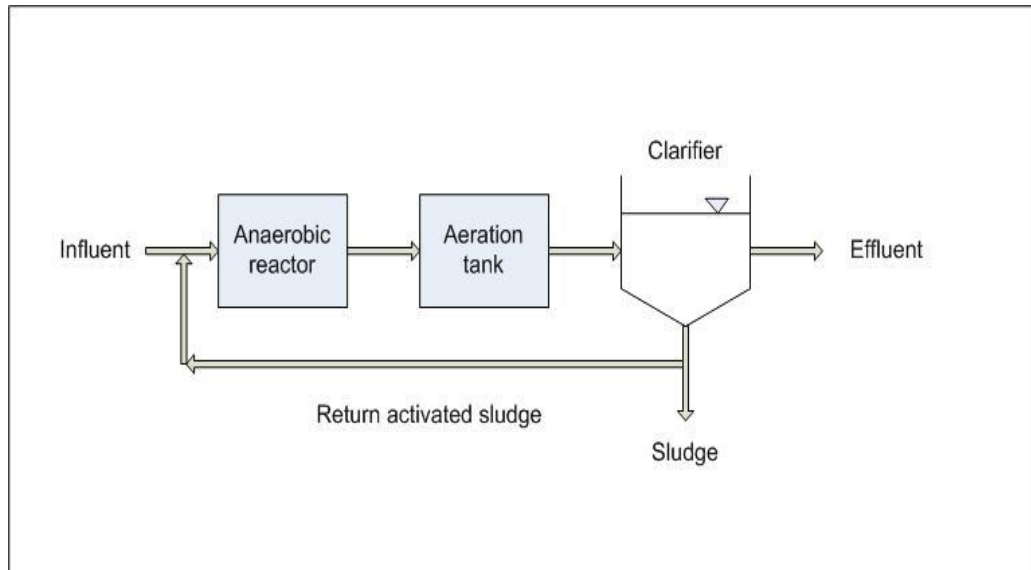 Clarifier
Influent
Anaerobic
reactor
Aeration
tank
Effluent
Return activated sludge
Sludge